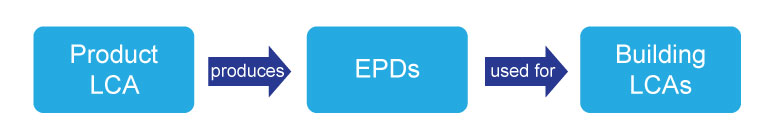 Product
LCA
produces
EPDs
used for
Building
LCAs